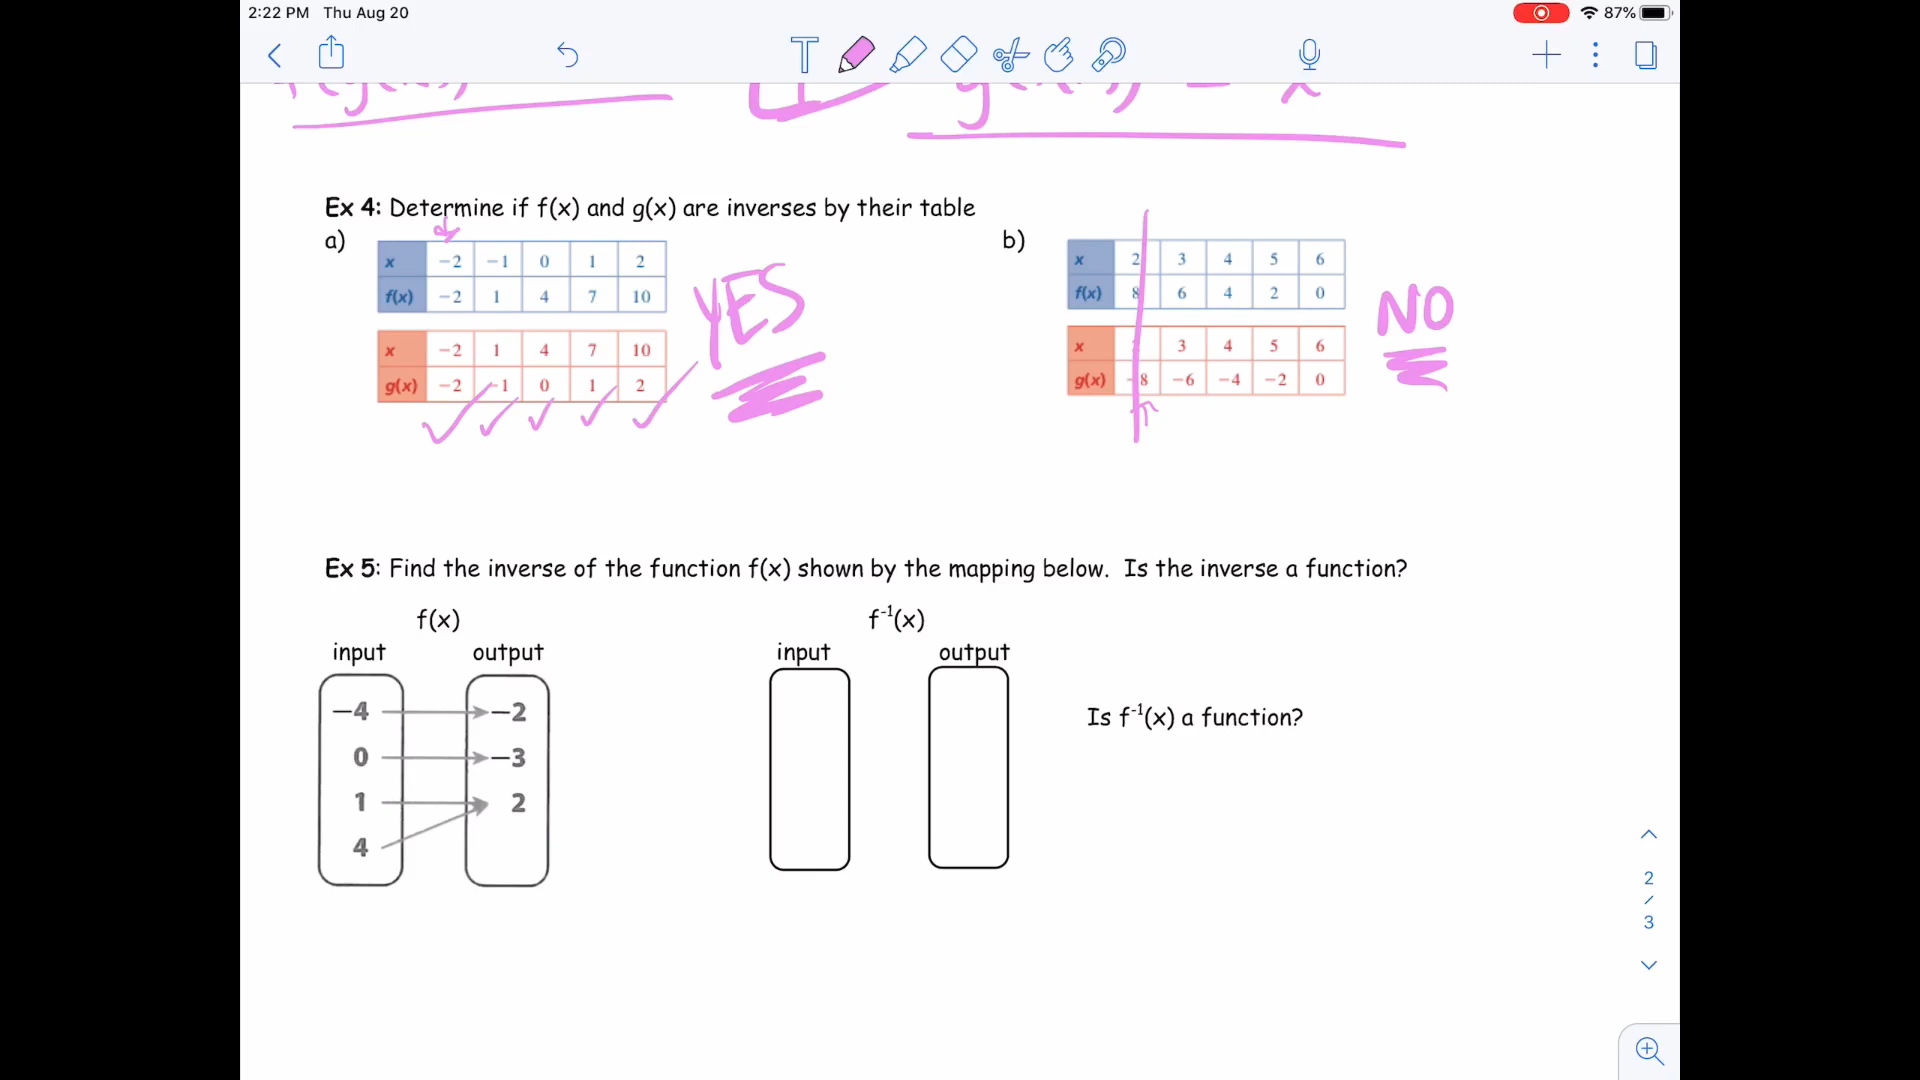 2:22 PM Thu Aug 20
87%
g(x
= x
Ex 4: Determine if f(x) and g(x) are inverses by their table
a)
x −2 −1 0 1 2
f(x) −2 1 4 7 10
x −2 1 4 7 10
g(x) −2 −1 0 1 2
YES
b)
x 2 3 4 5 6
f(x) 8 6 4 2 0
x 3 4 5 6
g(x) −8 −6 −4 −2 0
NO
Ex 5: Find the inverse of the function f(x) shown by the mapping below. Is the inverse a function?
f(x)
input output
−4 −2
0 −3
1 2
4
f⁻¹(x)
input output
Is f⁻¹(x) a function?
2
/
3